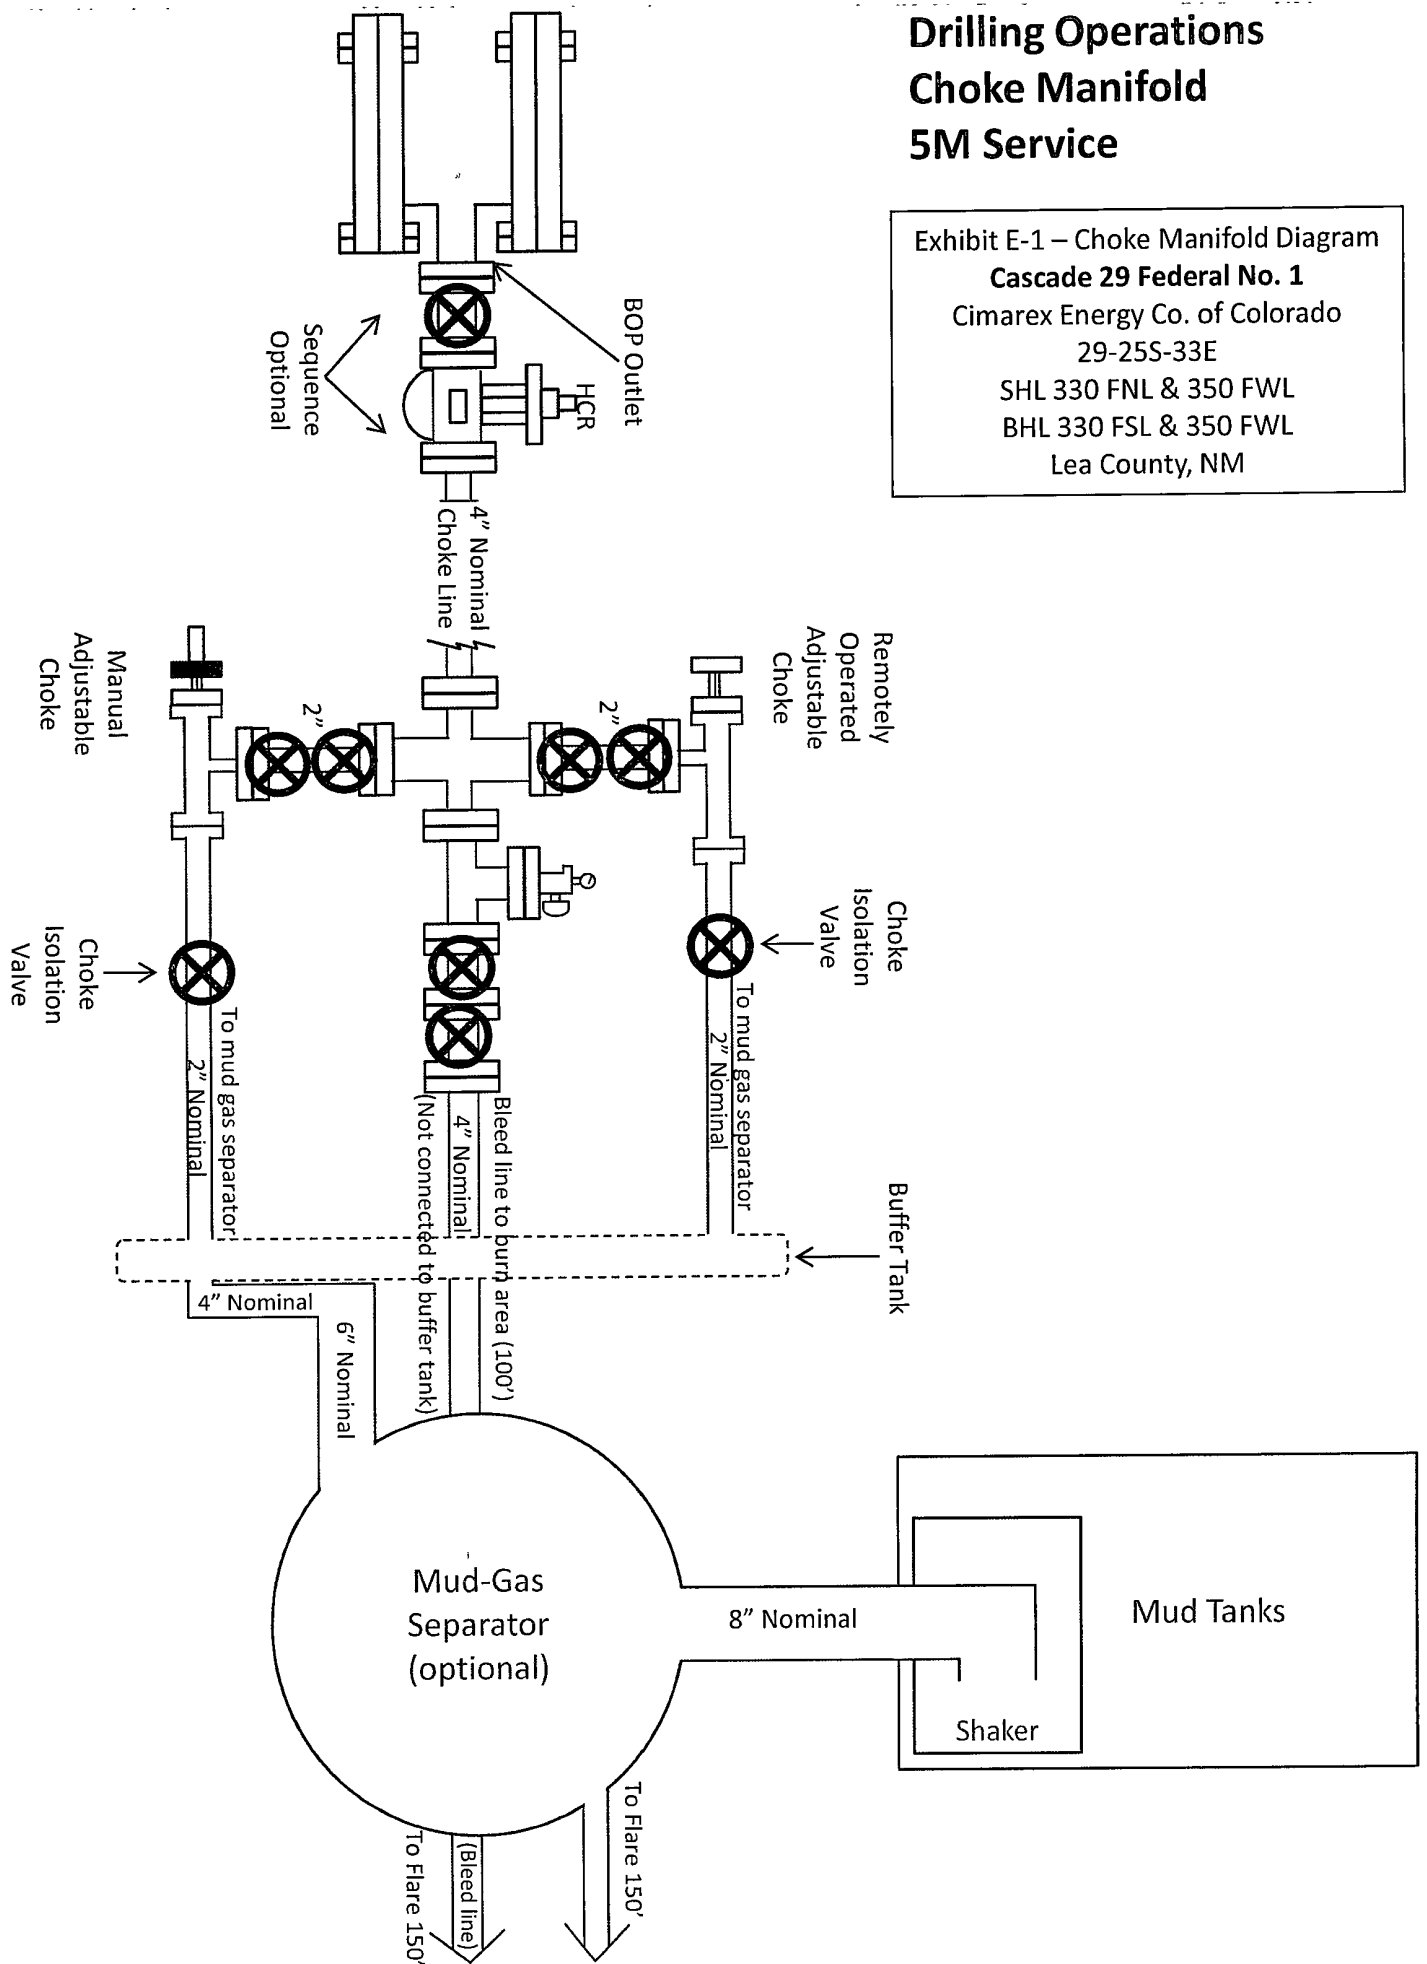 Drilling Operations
Choke Manifold
5M Service
Exhibit E-1 – Choke Manifold Diagram
Cascade 29 Federal No. 1
Cimarex Energy Co. of Colorado
29-25S-33E
SHL 330 FNL & 350 FWL
BHL 330 FSL & 350 FWL
Lea County, NM
BOP Outlet
HCR
Sequence
Optional
4" Nominal
Choke Line
Remotely
Operated
Adjustable
Choke
Manual
Adjustable
Choke
2"
2"
Choke
Isolation
Valve
Choke
Isolation
Valve
To mud gas separator
2" Nominal
To mud gas separator
2" Nominal
Bleed line to burn area (100')
4" Nominal
(Not connected to buffer tank)
Buffer Tank
4" Nominal
6" Nominal
Mud-Gas
Separator
(optional)
8" Nominal
Mud Tanks
Shaker
To Flare 150'
(Bleed line)
To Flare 150'